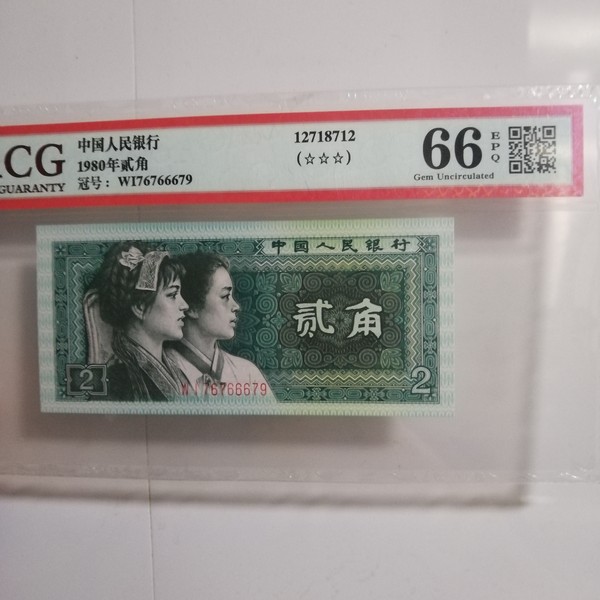 CG
GUARANTY
中国人民银行
1980年贰角
冠号: WI76766679
12718712
(☆☆☆)
66
EPQ
Gem Uncirculated
中国人民银行
贰角
WI76766679
2
2